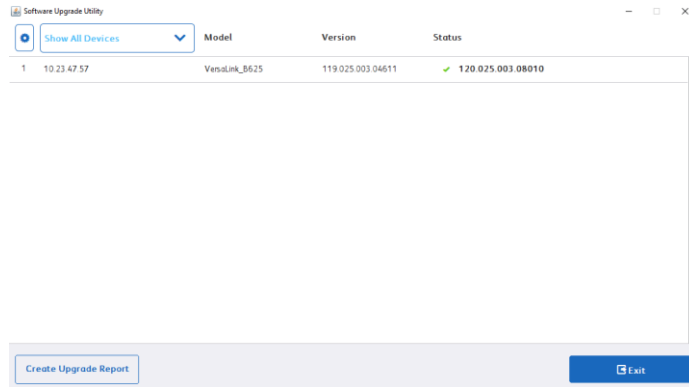 Software Upgrade Utility
Show All Devices Model Version Status
1 10.23.47.57 VersaLink_B625 119.025.003.04611 120.025.003.08010
Create Upgrade Report Exit